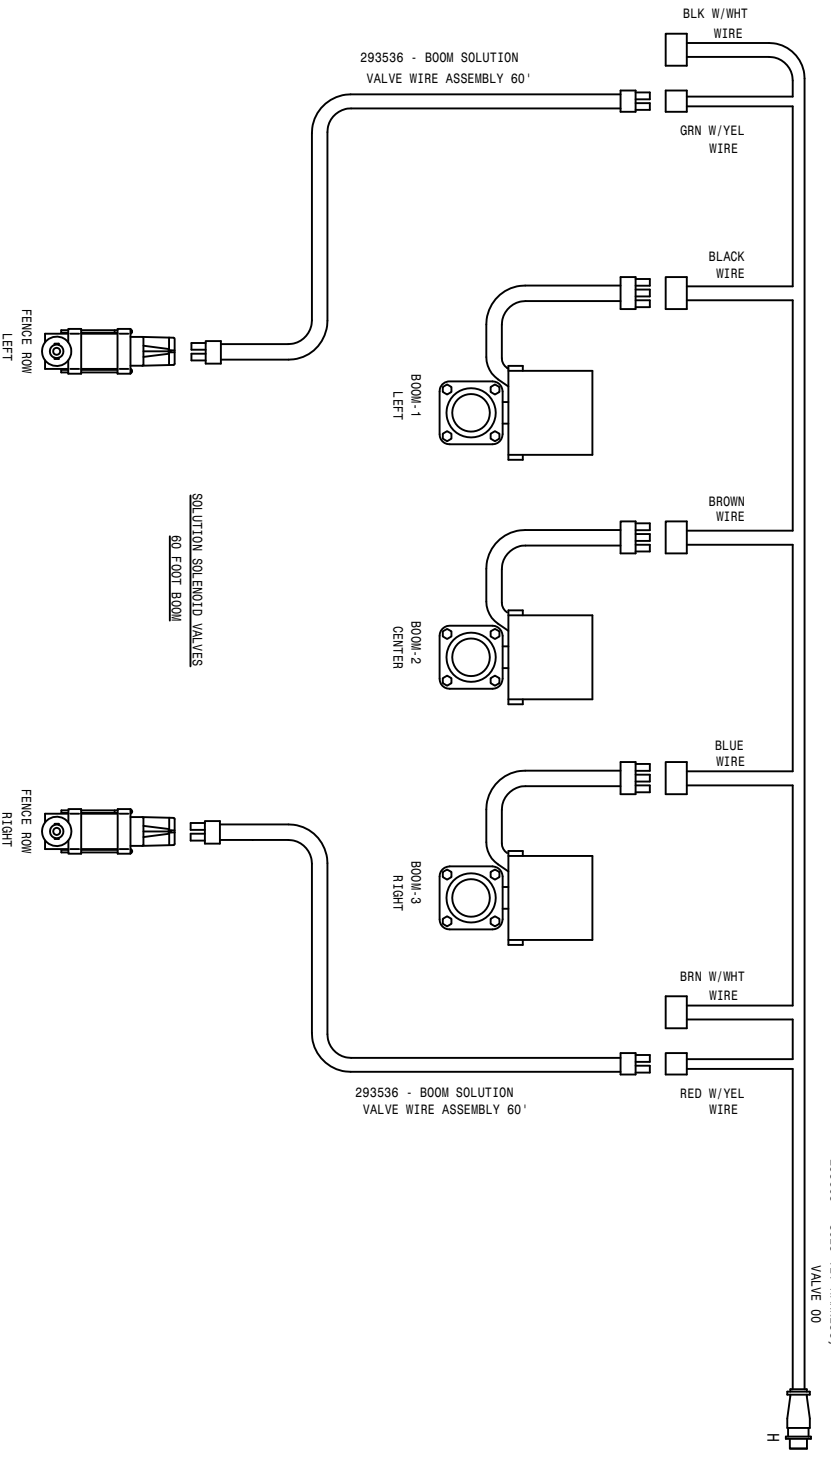 BLK W/WHT
WIRE
293536 - BOOM SOLUTION
VALVE WIRE ASSEMBLY 60'
GRN W/YEL
WIRE
BLACK
WIRE
FENCE ROW
LEFT
BOOM-1
LEFT
BROWN
WIRE
SOLUTION SOLENOID VALVES
60 FOOT BOOM
BOOM-2
CENTER
BLUE
WIRE
FENCE ROW
RIGHT
BOOM-3
RIGHT
BRN W/WHT
WIRE
293536 - BOOM SOLUTION
VALVE WIRE ASSEMBLY 60'
RED W/YEL
WIRE
VALVE 00
H